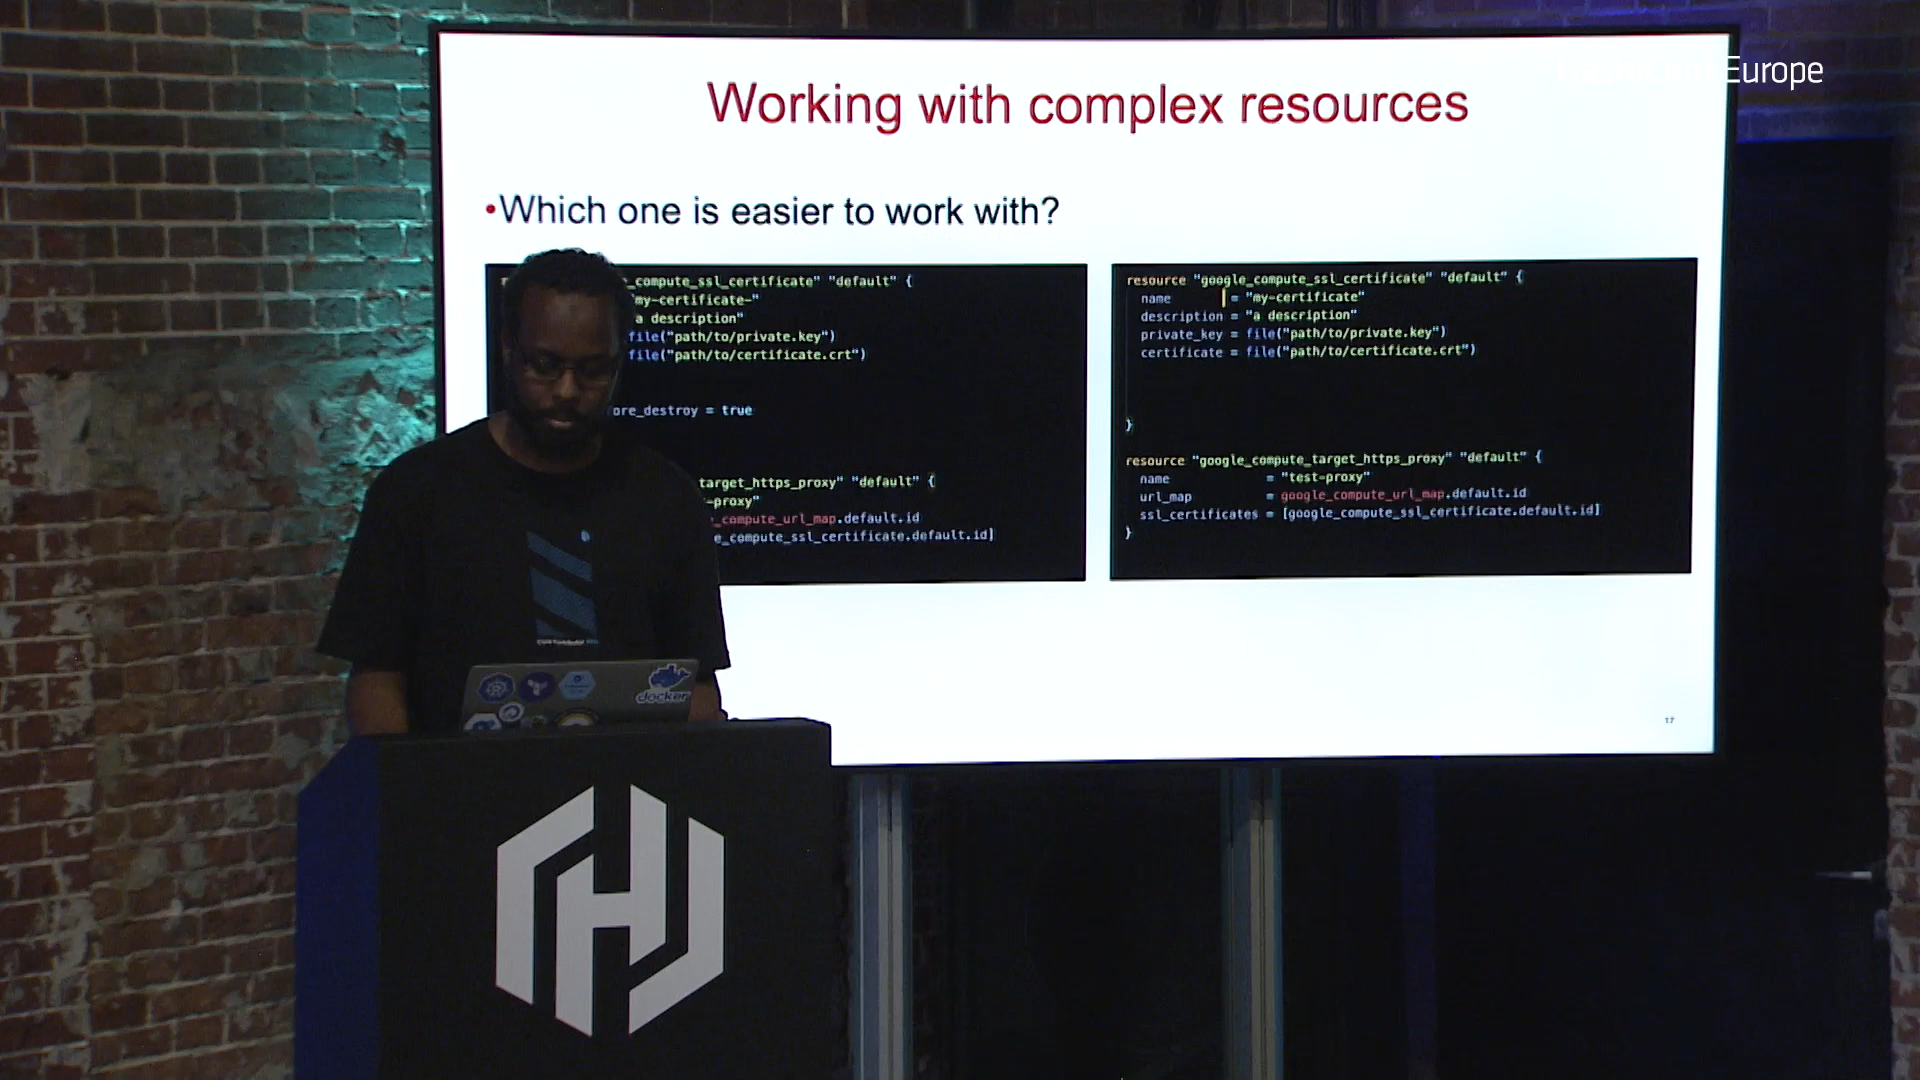 Europe
Working with complex resources
•Which one is easier to work with?
_compute_ssl_certificate" "default" {
"my-certificate-"
a description"
file("path/to/private.key")
file("path/to/certificate.crt")
ore_destroy = true
target_https_proxy" "default" {
-proxy"
_compute_url_map.default.id
e_compute_ssl_certificate.default.id]
resource "google_compute_ssl_certificate" "default" {
name = "my-certificate"
description = "a description"
private_key = file("path/to/private.key")
certificate = file("path/to/certificate.crt")
}
resource "google_compute_target_https_proxy" "default" {
name = "test-proxy"
url_map = google_compute_url_map.default.id
ssl_certificates = [google_compute_ssl_certificate.default.id]
}
17
docker